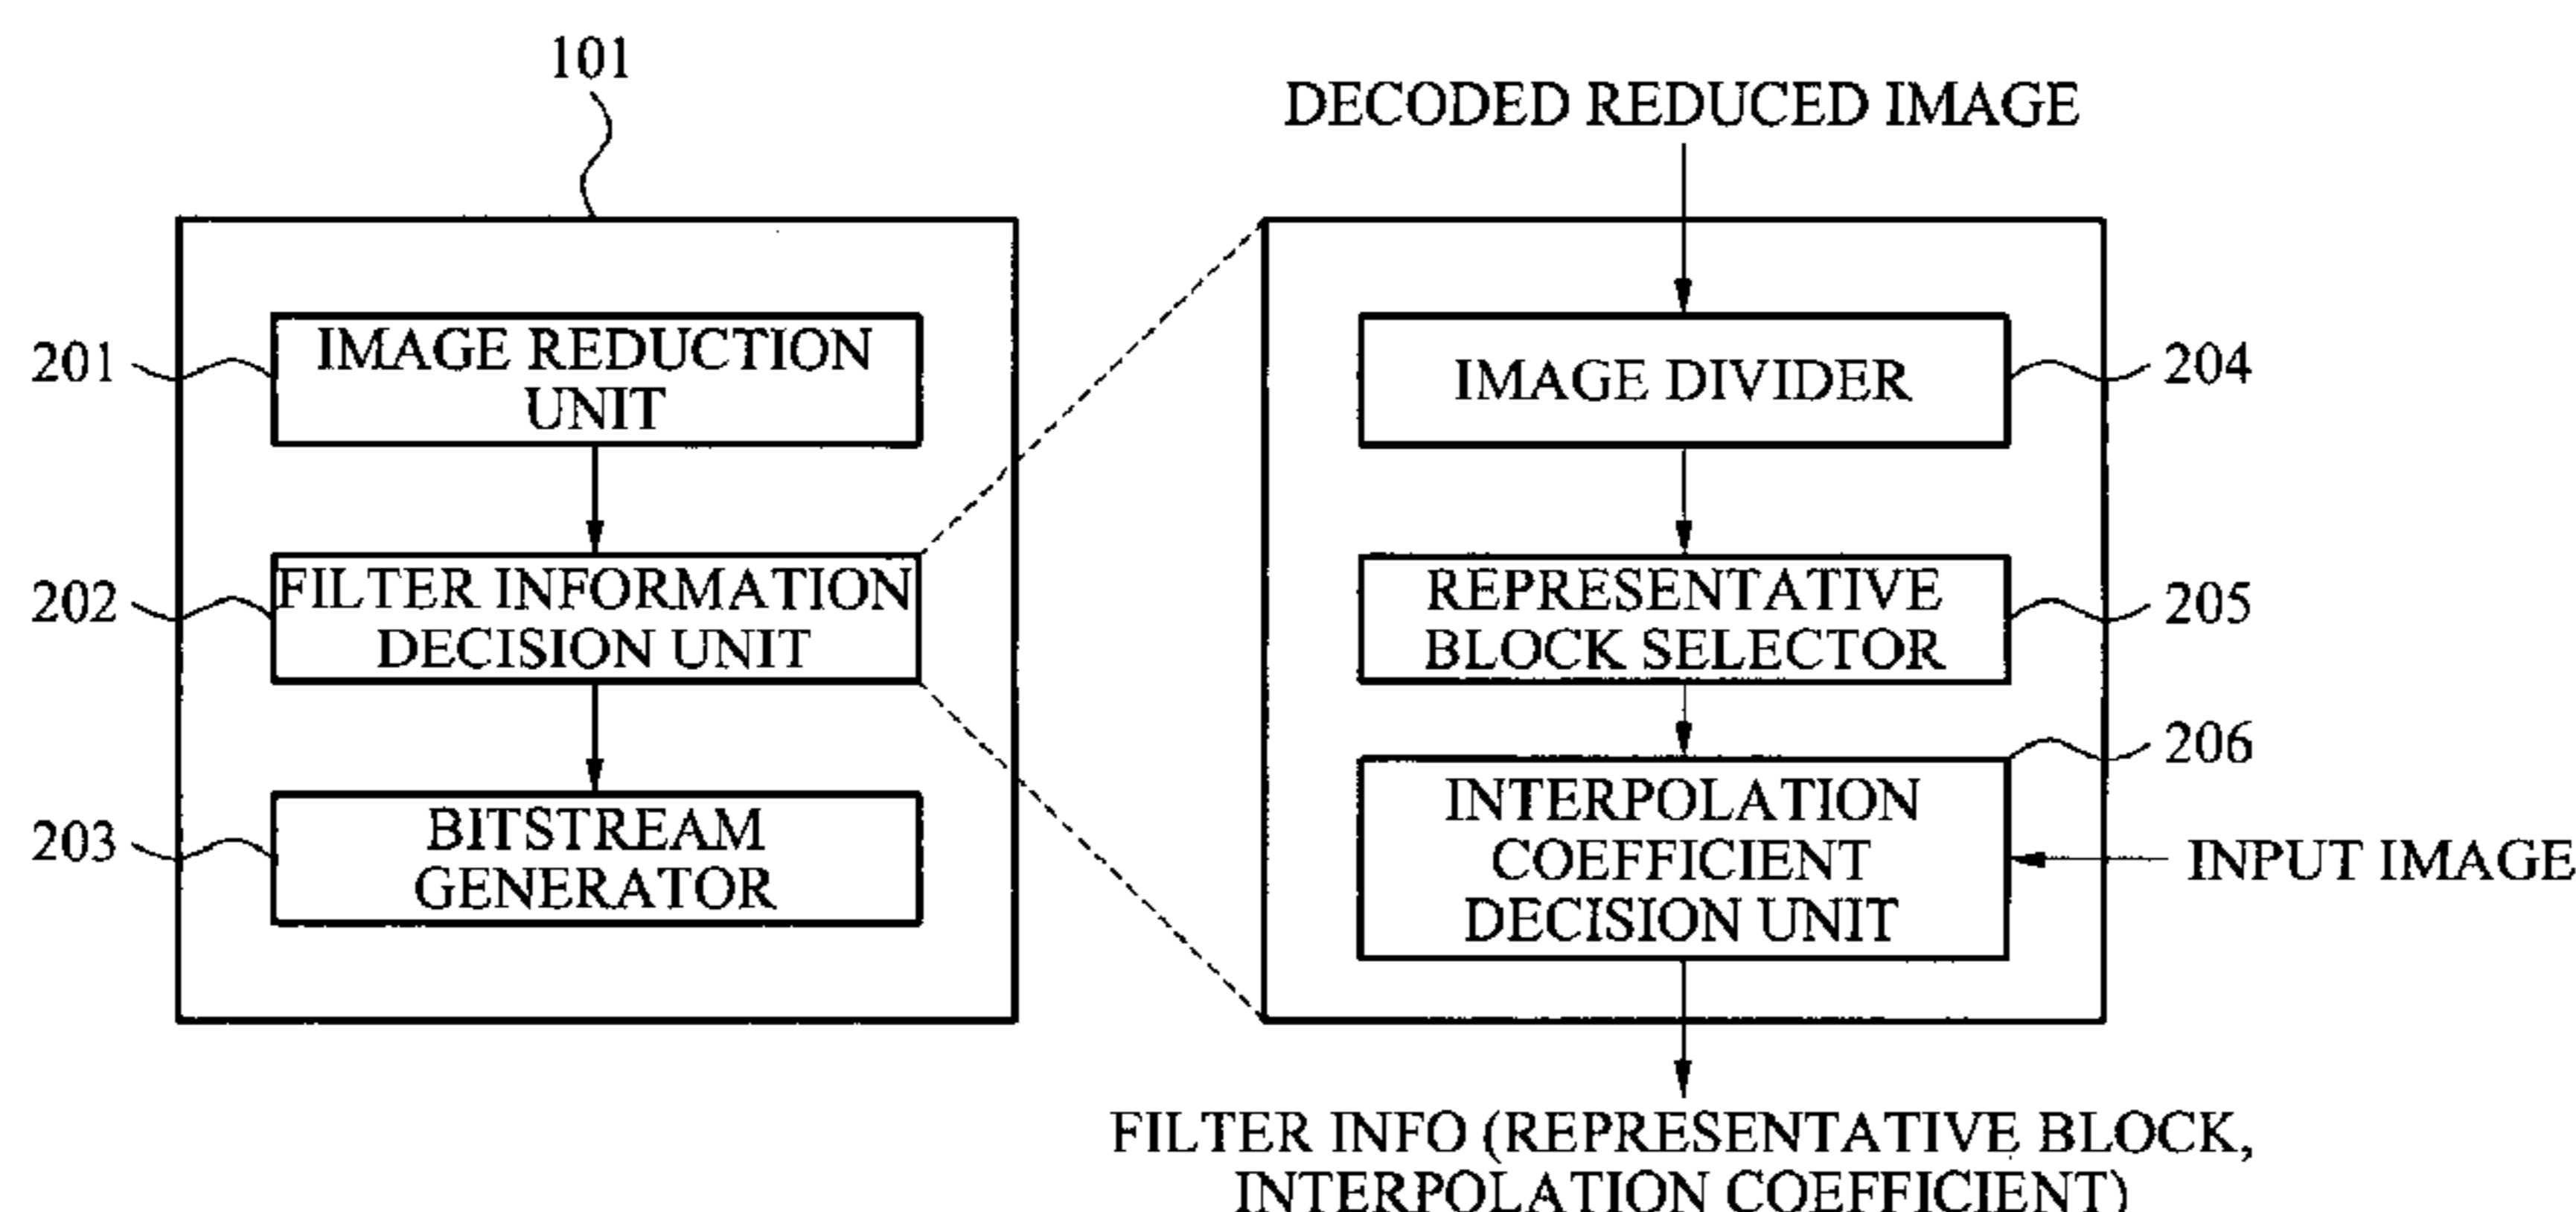 101
201
IMAGE REDUCTION
UNIT
202
FILTER INFORMATION
DECISION UNIT
203
BITSTREAM
GENERATOR
DECODED REDUCED IMAGE
IMAGE DIVIDER
204
REPRESENTATIVE
BLOCK SELECTOR
205
206
INTERPOLATION
COEFFICIENT
DECISION UNIT
INPUT IMAGE
FILTER INFO (REPRESENTATIVE BLOCK,
INTERPOLATION COEFFICIENT)